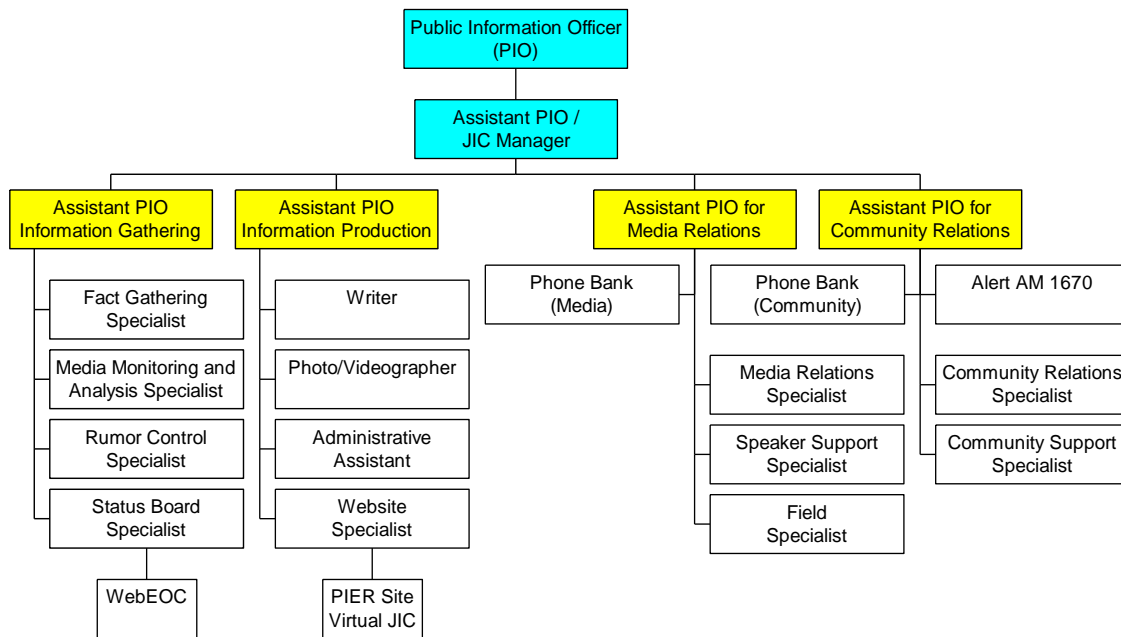 Public Information Officer
(PIO)
Assistant PIO /
JIC Manager
Assistant PIO
Information Gathering
Assistant PIO
Information Production
Assistant PIO for
Media Relations
Assistant PIO for
Community Relations
Fact Gathering
Specialist
Media Monitoring and
Analysis Specialist
Rumor Control
Specialist
Status Board
Specialist
WebEOC
Writer
Photo/Videographer
Administrative
Assistant
Website
Specialist
PIER Site
Virtual JIC
Phone Bank
(Media)
Media Relations
Specialist
Speaker Support
Specialist
Field
Specialist
Phone Bank
(Community)
Alert AM 1670
Community Relations
Specialist
Community Support
Specialist